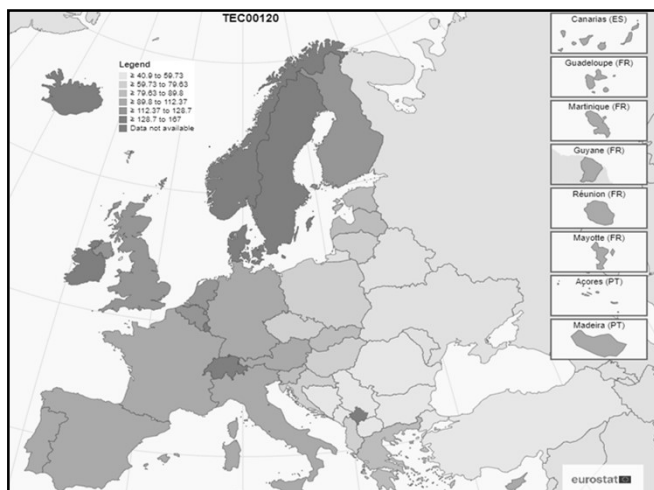 TEC00120
Legend
≥ 40.9 to 59.73
≥ 59.73 to 79.63
≥ 79.63 to 89.8
≥ 89.8 to 112.37
≥ 112.37 to 128.7
≥ 128.7 to 167
Data not available
Canarias (ES)
Guadeloupe (FR)
Martinique (FR)
Guyane (FR)
Réunion (FR)
Mayotte (FR)
Açores (PT)
Madeira (PT)
eurostat